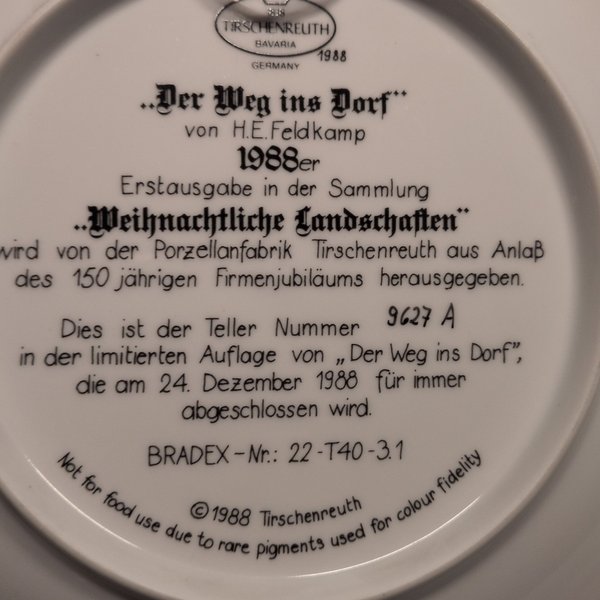 1838
TIRSCHENREUTH
BAVARIA
GERMANY 1988
„Der Weg ins Dorf“
von H.E.Feldkamp
1988er
Erstausgabe in der Sammlung
„Weihnachtliche Landschaften“
wird von der Porzellanfabrik Tirschenreuth aus Anlaß
des 150 jährigen Firmenjubiläums herausgegeben.
Dies ist der Teller Nummer 9627 A
in der limitierten Auflage von „Der Weg ins Dorf”,
die am 24. Dezember 1988 für immer
abgeschlossen wird.
BRADEX-Nr.: 22-T40-3.1
©1988 Tirschenreuth
Not for food use due to rare pigments used for colour fidelity